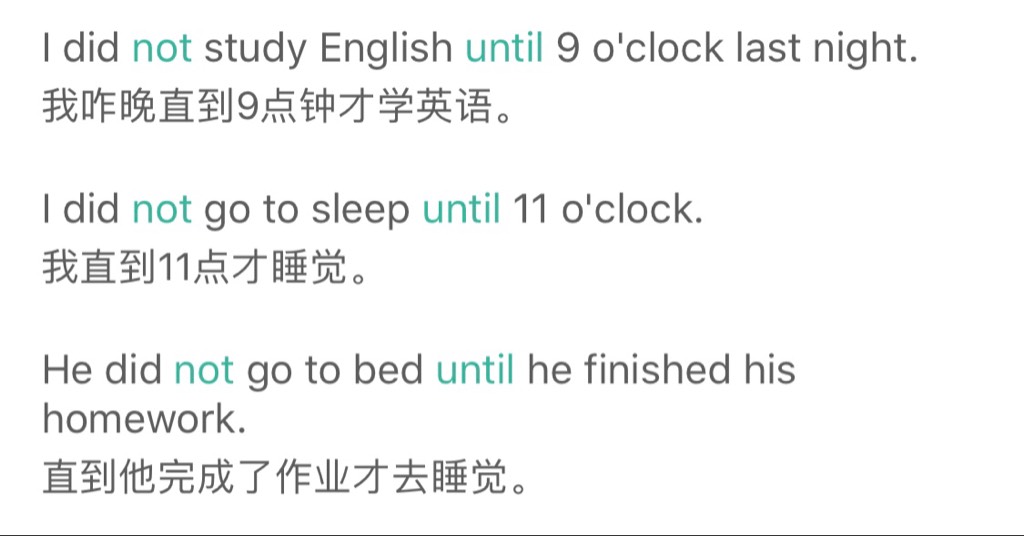 I did not study English until 9 o'clock last night.
我咋晚直到9点钟才学英语。
I did not go to sleep until 11 o'clock.
我直到11点才睡觉。
He did not go to bed until he finished his
homework.
直到他完成了作业才去睡觉。